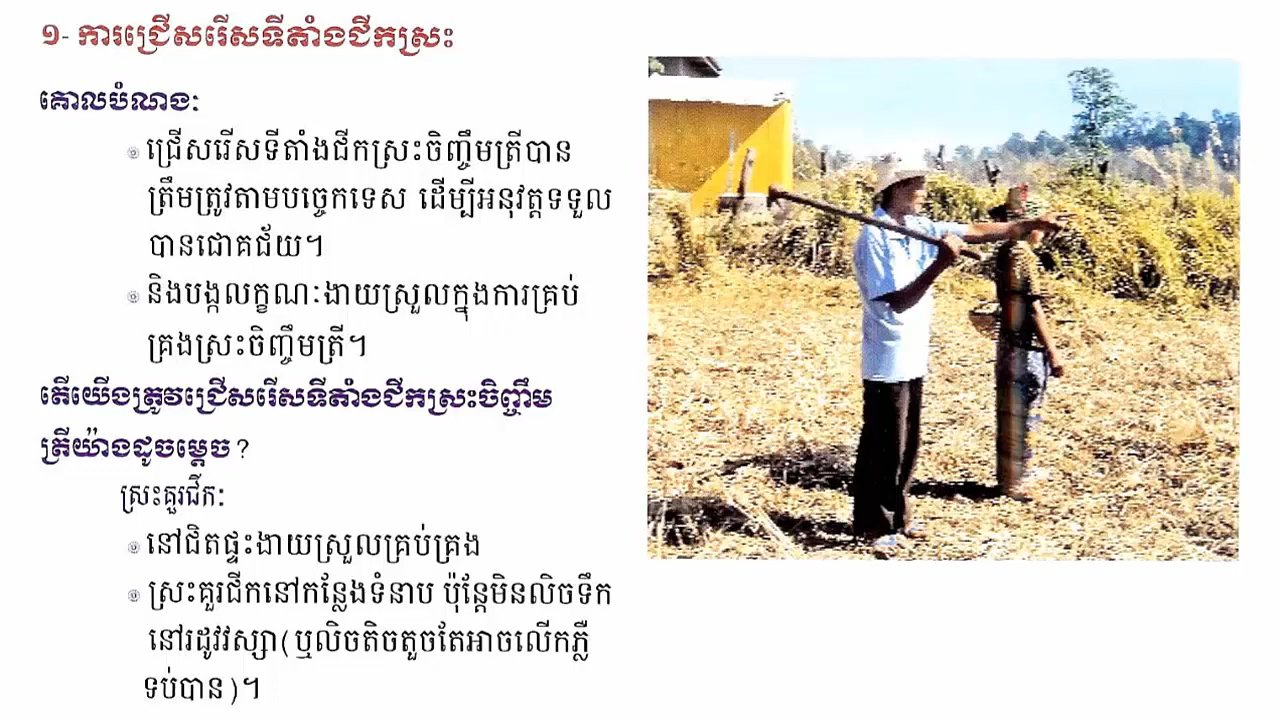 ១- ការជ្រើសរើសទីតាំងជីកស្រះ
គោលបំណងៈ
ជ្រើសរើសទីតាំងជីកស្រះចិញ្ចឹមត្រីបាន
ត្រឹមត្រូវតាមបច្ចេកទេស ដើម្បីអនុវត្តទទួល
បានជោគជ័យ។
និងបង្កលក្ខណៈងាយស្រួលក្នុងការគ្រប់
គ្រងស្រះចិញ្ចឹមត្រី។
តើយើងត្រូវជ្រើសរើសទីតាំងជីកស្រះចិញ្ចឹម
ត្រីយ៉ាងដូចម្តេច?
ស្រះគួរជីកៈ
នៅជិតផ្ទះងាយស្រួលគ្រប់គ្រង
ស្រះគួរជីកនៅកន្លែងទំនាប ប៉ុន្តែមិនលិចទឹក
នៅរដូវវស្សា(ឬលិចតិចតួចតែអាចលើកភ្លឺ
ទប់បាន)។